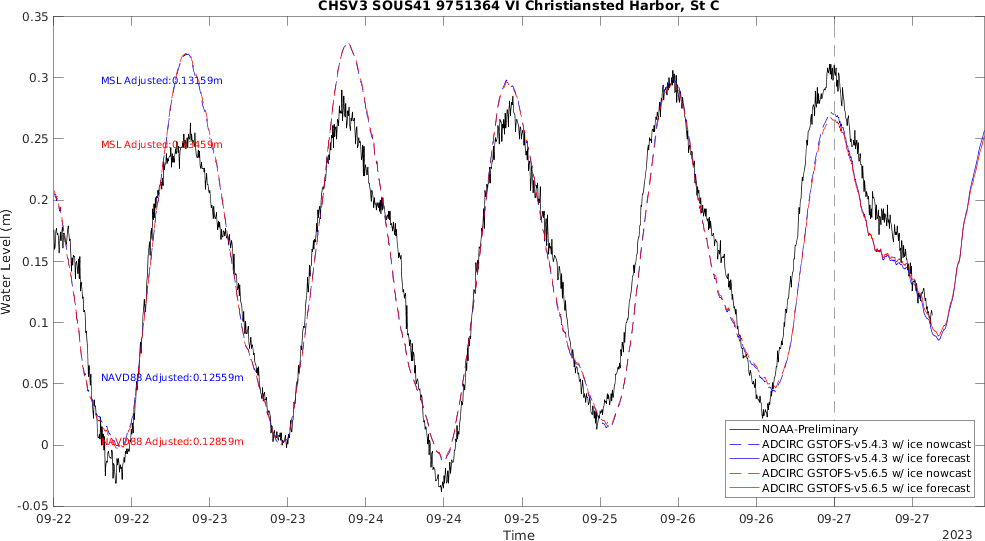 CHSV3 SOUS41 9751364 VI Christiansted Harbor, St C
Water Level (m)
0.35
0.3
0.25
0.2
0.15
0.1
0.05
0
-0.05
MSL Adjusted:0.13159m
MSL Adjusted:0.13459m
NAVD88 Adjusted:0.12559m
NAVD88 Adjusted:0.12859m
NOAA-Preliminary
ADCIRC GSTOFS-v5.4.3 w/ ice nowcast
ADCIRC GSTOFS-v5.4.3 w/ ice forecast
ADCIRC GSTOFS-v5.6.5 w/ ice nowcast
ADCIRC GSTOFS-v5.6.5 w/ ice forecast
09-22 09-22 09-23 09-23 09-24 09-24 09-25 09-25 09-26 09-26 09-27 09-27
Time
2023